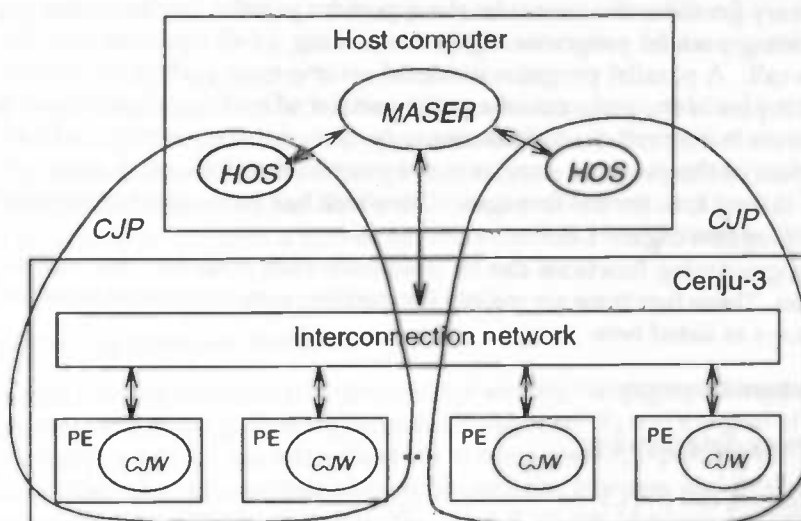 Host computer
MASER
HOS
HOS
CJP
CJP
Cenju-3
Interconnection network
PE
CJW
PE
CJW
PE
CJW
PE
CJW